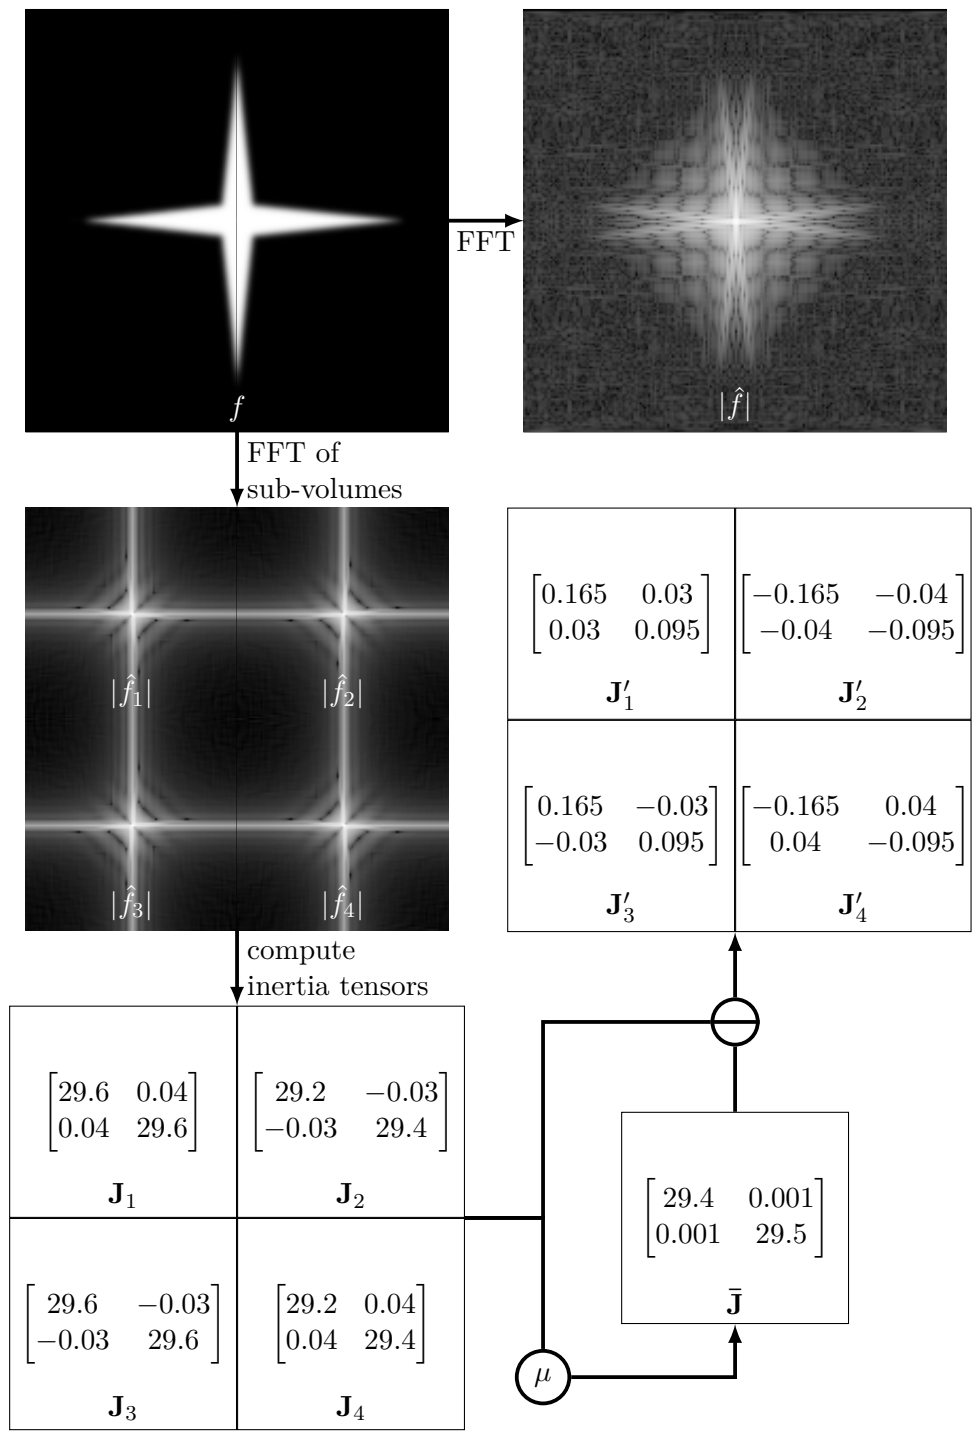 f
FFT
|f̂|
FFT of
sub-volumes
|f̂₁|
|f̂₂|
|f̂₃|
|f̂₄|
[0.165 0.03
0.03 0.095]
J′₁
[−0.165 −0.04
−0.04 −0.095]
J′₂
[0.165 −0.03
−0.03 0.095]
J′₃
[−0.165 0.04
0.04 −0.095]
J′₄
compute
inertia tensors
[29.6 0.04
0.04 29.6]
J₁
[29.2 −0.03
−0.03 29.4]
J₂
[29.6 −0.03
−0.03 29.6]
J₃
[29.2 0.04
0.04 29.4]
J₄
[29.4 0.001
0.001 29.5]
J̄
μ